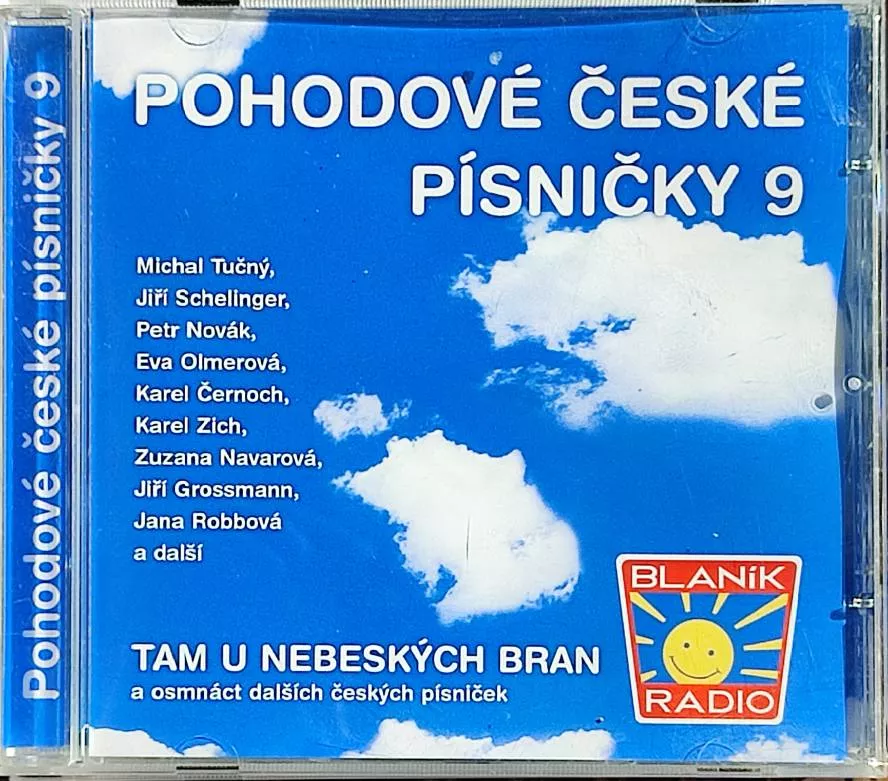 Pohodové české písničky 9
POHODOVÉ ČESKÉ
PÍSNIČKY 9
Michal Tučný,
Jiří Schelinger,
Petr Novák,
Eva Olmerová,
Karel Černoch,
Karel Zich,
Zuzana Navarová,
Jiří Grossmann,
Jana Robbová
a další
TAM U NEBESKÝCH BRAN
a osmnáct dalších českých písniček
BLANíK
RADIO